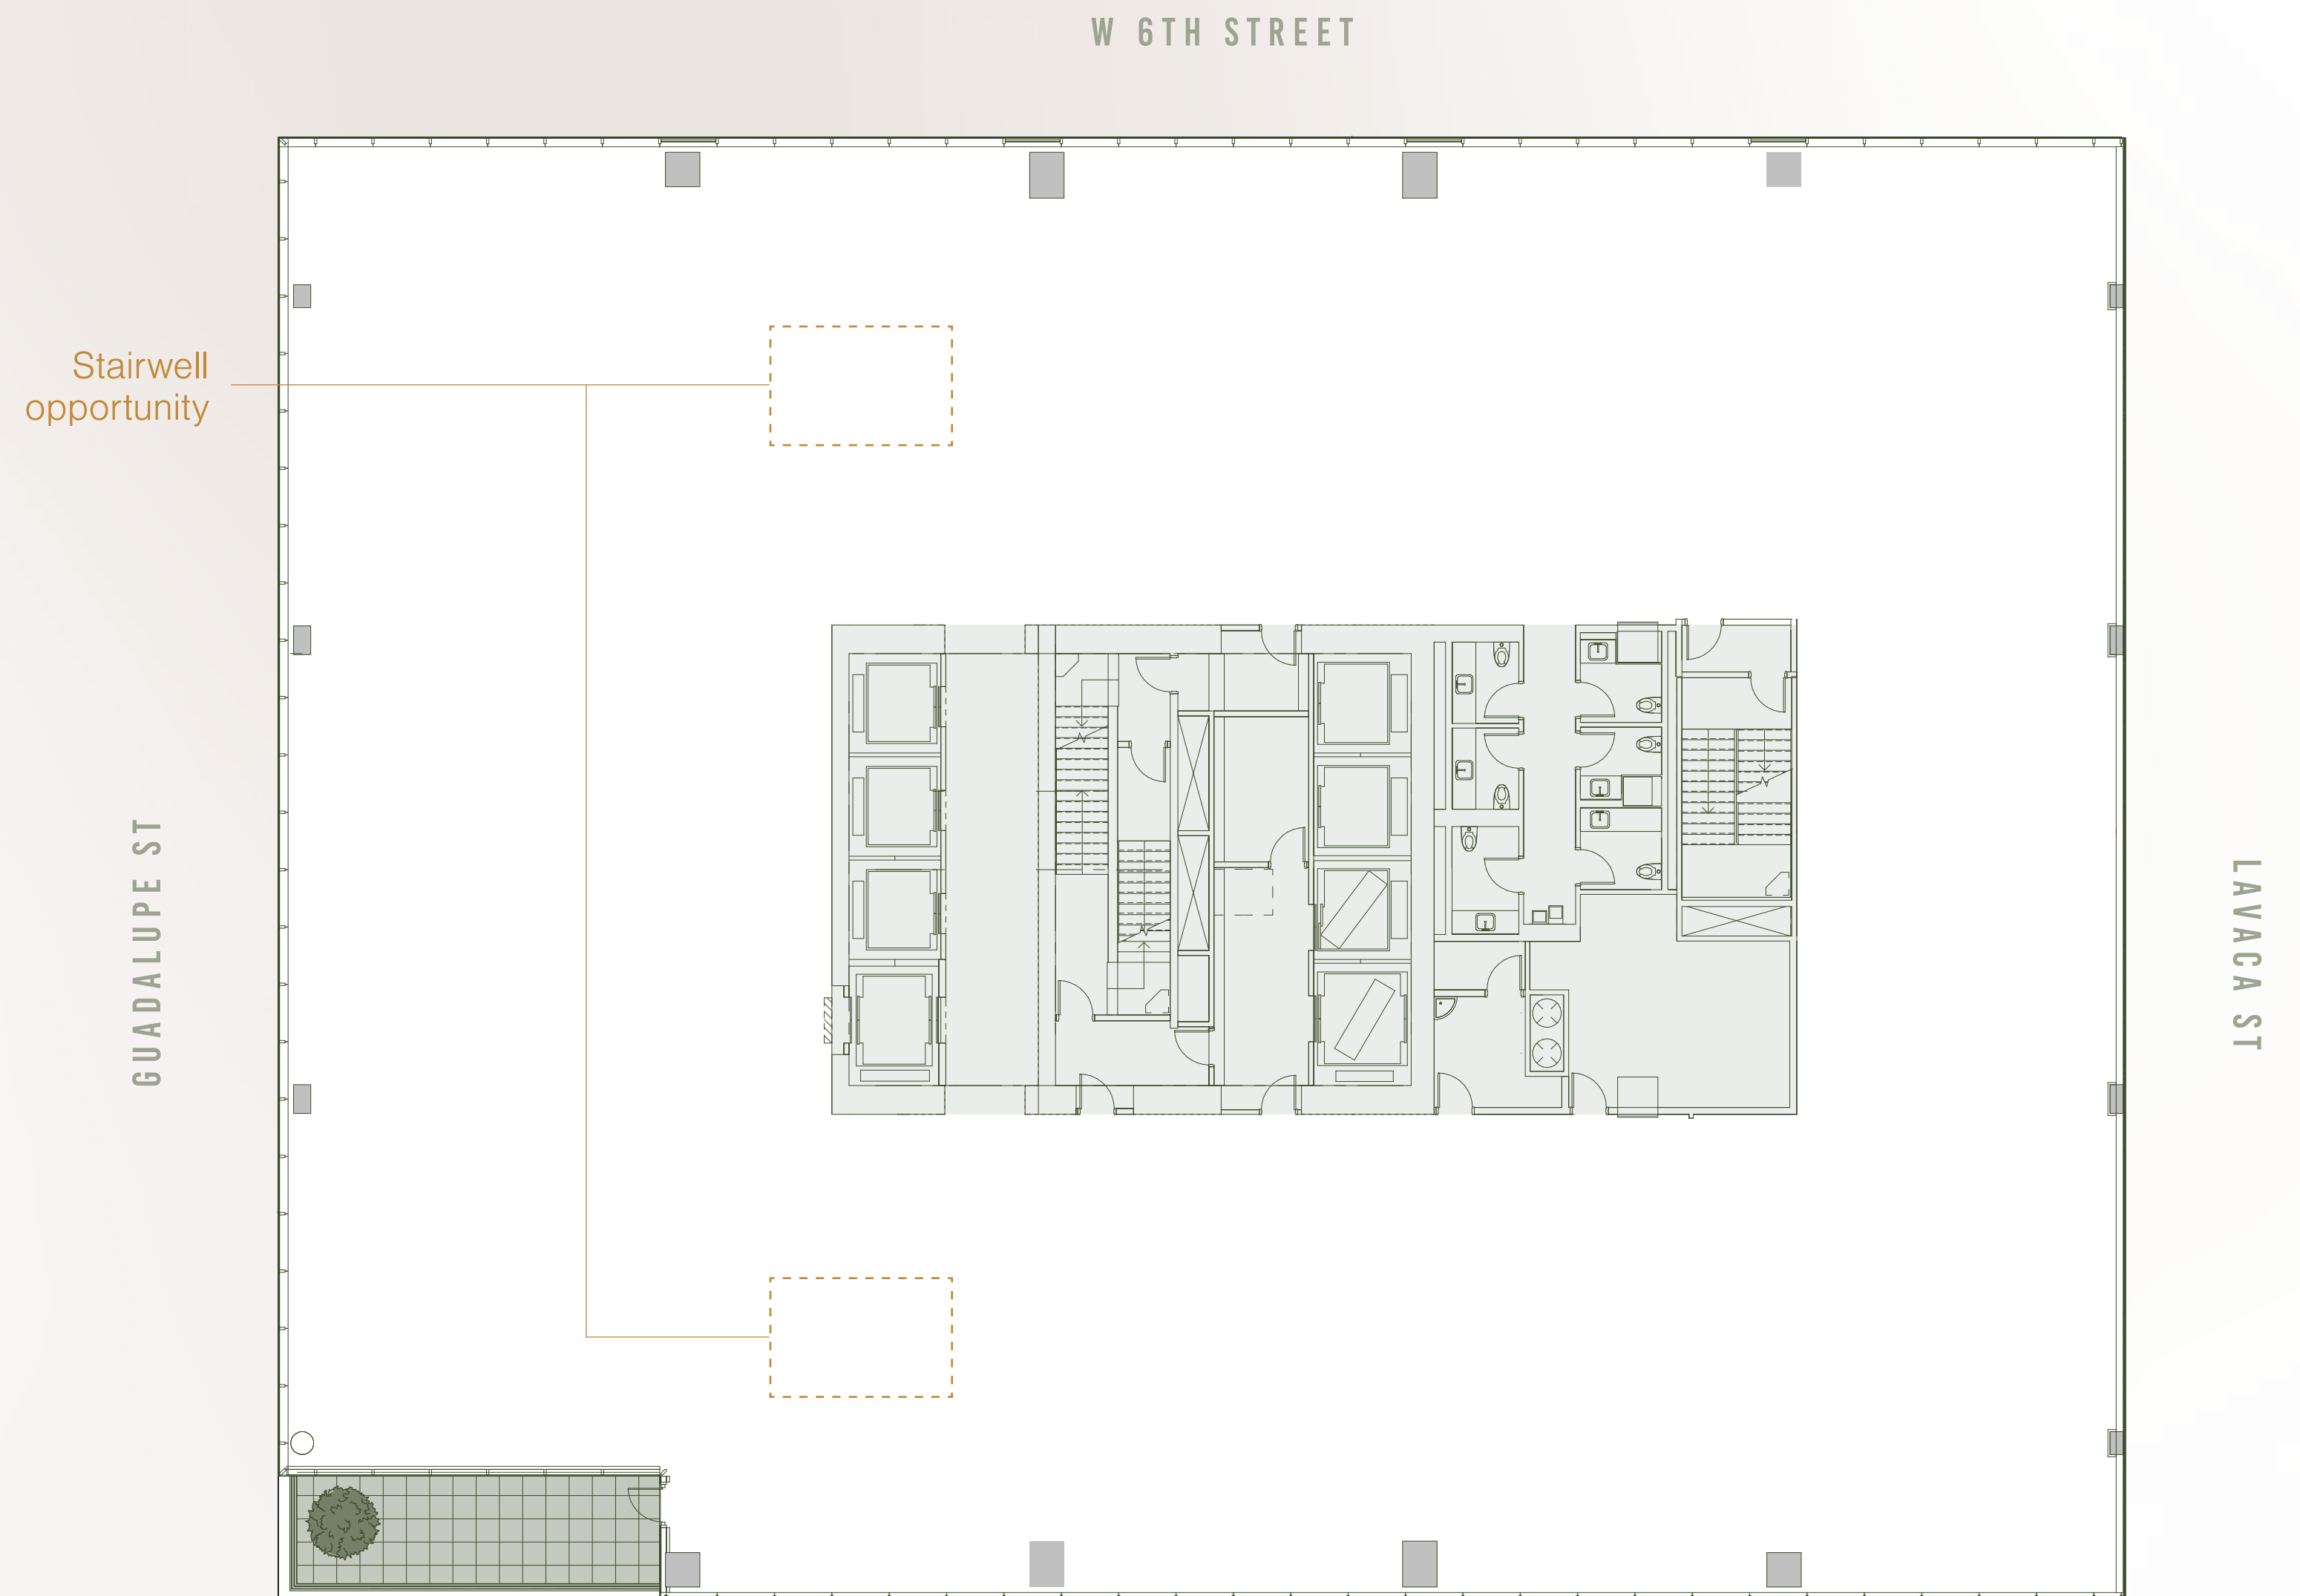 W 6TH STREET
Stairwell
opportunity
GUADALUPE ST
LAVACA ST